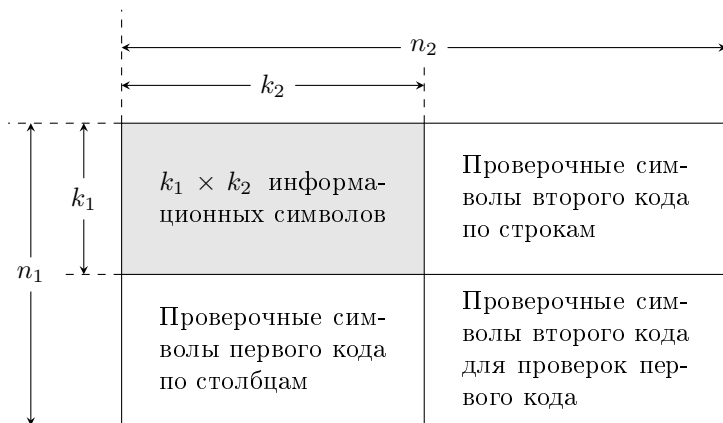 n₂
k₂
k₁
n₁
k₁ × k₂ информа-
ционных символов
Проверочные сим-
волы второго кода
по строкам
Проверочные сим-
волы первого кода
по столбцам
Проверочные сим-
волы второго кода
для проверок пер-
вого кода